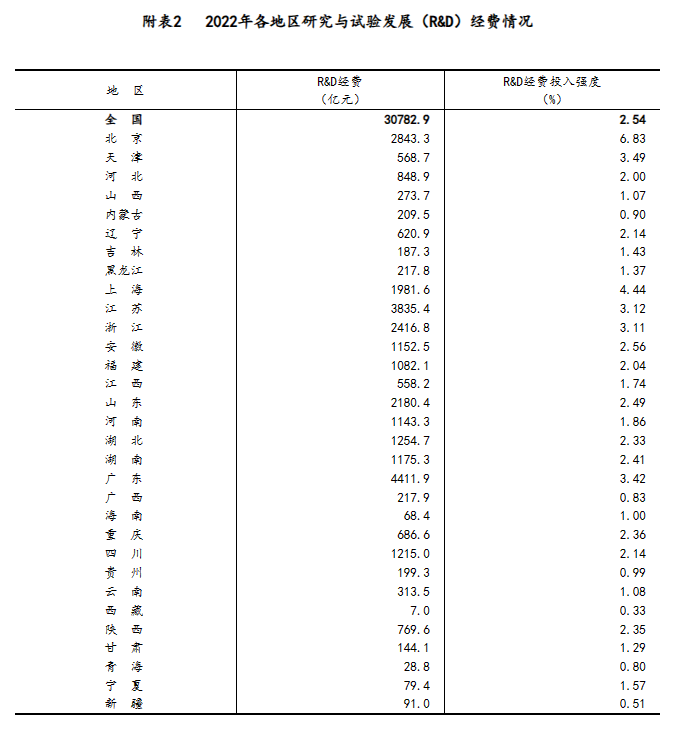 附表2 2022年各地区研究与试验发展（R&D）经费情况
地 区 R&D经费 （亿元） R&D经费投入强度 （%）
全 国 30782.9 2.54
北 京 2843.3 6.83
天 津 568.7 3.49
河 北 848.9 2.00
山 西 273.7 1.07
内蒙古 209.5 0.90
辽 宁 620.9 2.14
吉 林 187.3 1.43
黑龙江 217.8 1.37
上 海 1981.6 4.44
江 苏 3835.4 3.12
浙 江 2416.8 3.11
安 徽 1152.5 2.56
福 建 1082.1 2.04
江 西 558.2 1.74
山 东 2180.4 2.49
河 南 1143.3 1.86
湖 北 1254.7 2.33
湖 南 1175.3 2.41
广 东 4411.9 3.42
广 西 217.9 0.83
海 南 68.4 1.00
重 庆 686.6 2.36
四 川 1215.0 2.14
贵 州 199.3 0.99
云 南 313.5 1.08
西 藏 7.0 0.33
陕 西 769.6 2.35
甘 肃 144.1 1.29
青 海 28.8 0.80
宁 夏 79.4 1.57
新 疆 91.0 0.51